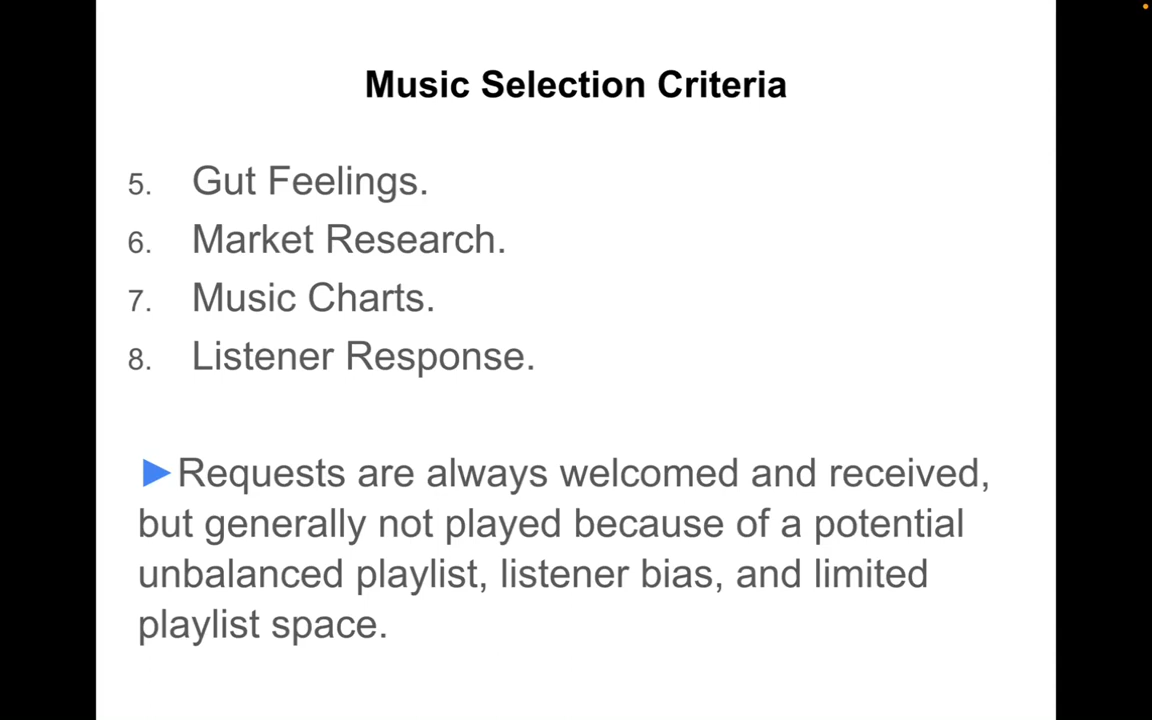 Music Selection Criteria
5. Gut Feelings.
6. Market Research.
7. Music Charts.
8. Listener Response.
►Requests are always welcomed and received,
but generally not played because of a potential
unbalanced playlist, listener bias, and limited
playlist space.